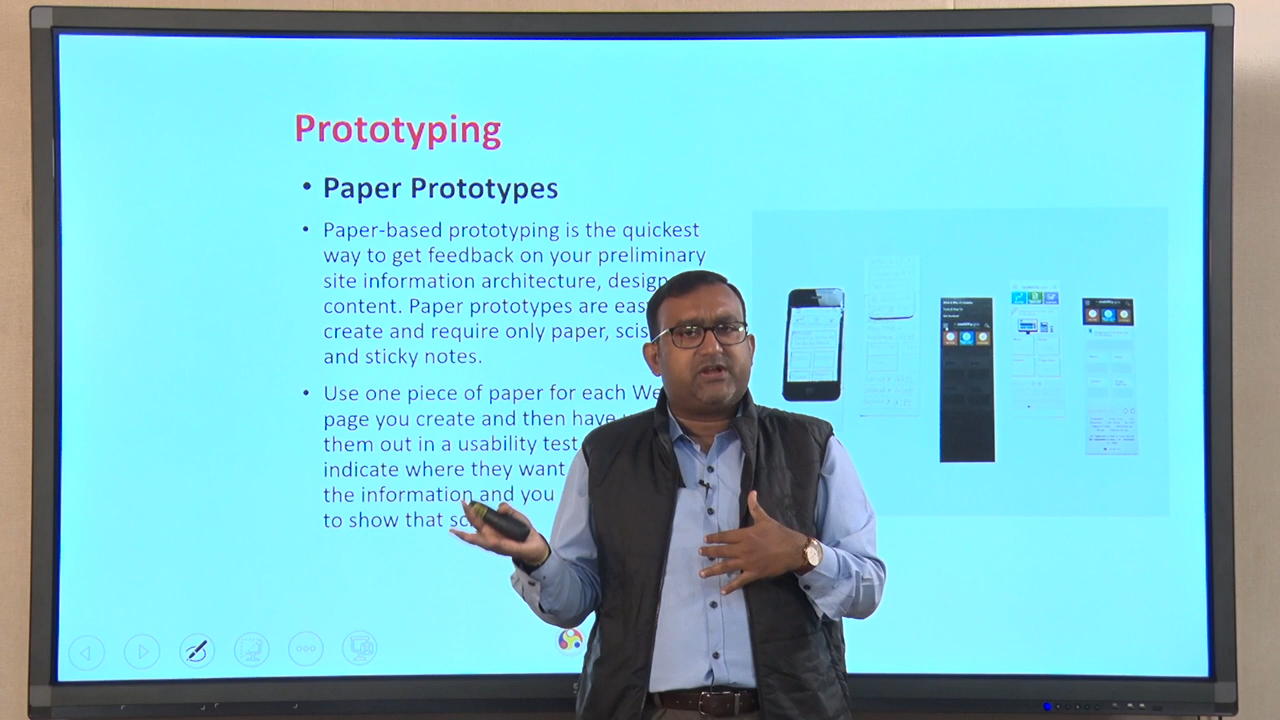 Prototyping
• Paper Prototypes
• Paper-based prototyping is the quickest
way to get feedback on your preliminary
site information architecture, design
content. Paper prototypes are easy
create and require only paper,
and sticky notes.
• Use one piece of paper for each
page you create and then have
them out in a usability test
indicate where they want
the information and you
to show that